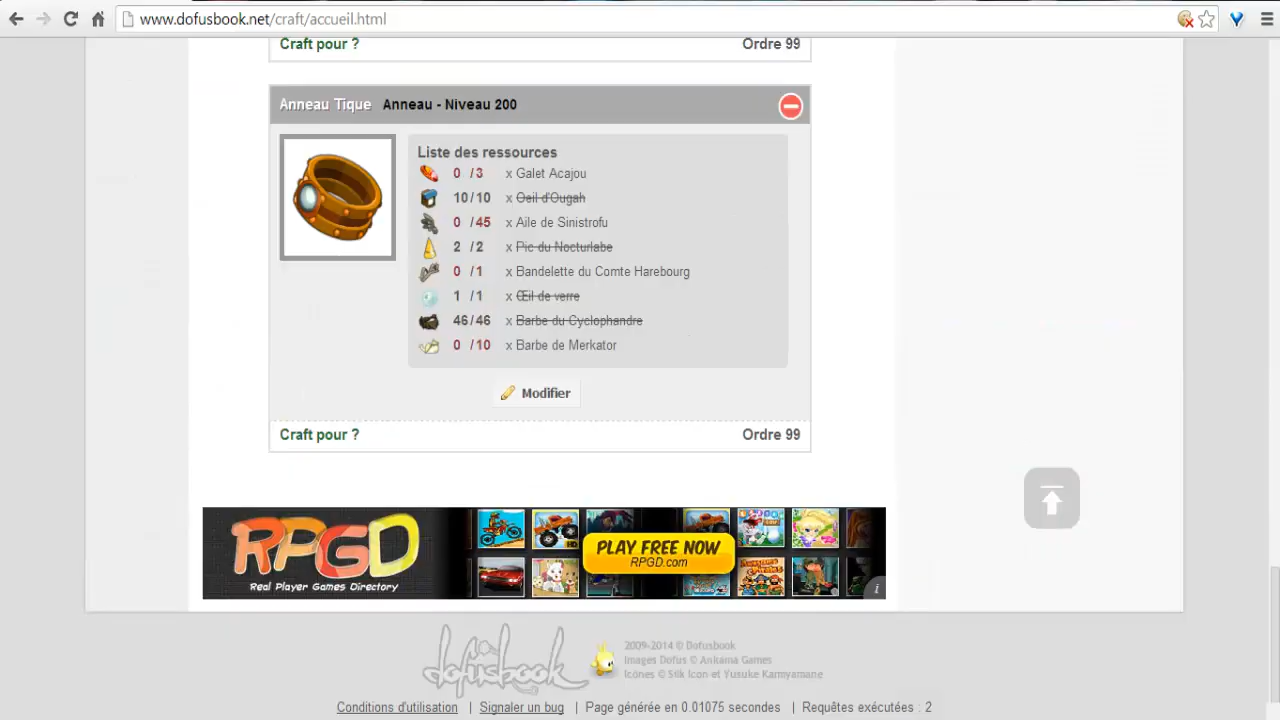 www.dofusbook.net/craft/accueil.html
Craft pour ? Ordre 99
Anneau Tique Anneau - Niveau 200
Liste des ressources
0 /3 x Galet Acajou
10/10 x Oeil d'Ougah
0 /45 x Aile de Sinistrofu
2 /2 x Pic du Nocturlabe
0 /1 x Bandelette du Comte Harebourg
1 /1 x Œil de verre
46/46 x Barbe du Cyclophandre
0 /10 x Barbe de Merkator
Modifier
Craft pour ? Ordre 99
RPGD
Real Player Games Directory
PLAY FREE NOW
RPGD.com
i
dofusbook
2009-2014 © Dofusbook
Images Dofus © Ankama Games
Icônes © Silk Icon et Yusuke Kamiyamane
Conditions d'utilisation | Signaler un bug | Page générée en 0.01075 secondes | Requêtes exécutées : 2